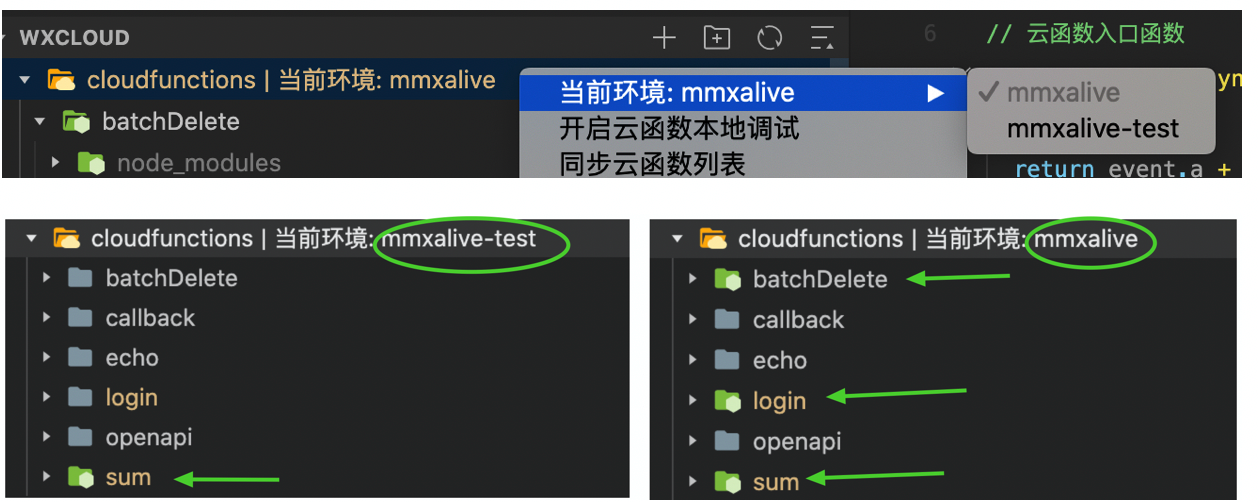 WXCLOUD
6 // 云函数入口函数
cloudfunctions | 当前环境: mmxalive
当前环境: mmxalive
mmxalive
yn
batchDelete
开启云函数本地调试
mmxalive-test
node_modules
同步云函数列表
return event.a +
cloudfunctions | 当前环境: mmxalive-test
batchDelete
callback
echo
login
openapi
sum
cloudfunctions | 当前环境: mmxalive
batchDelete
callback
echo
login
openapi
sum